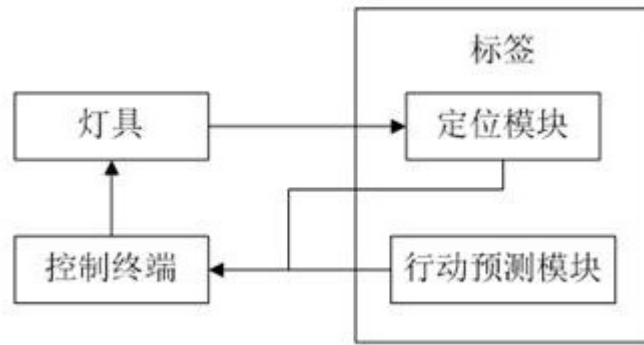 标签
灯具
定位模块
控制终端
行动预测模块